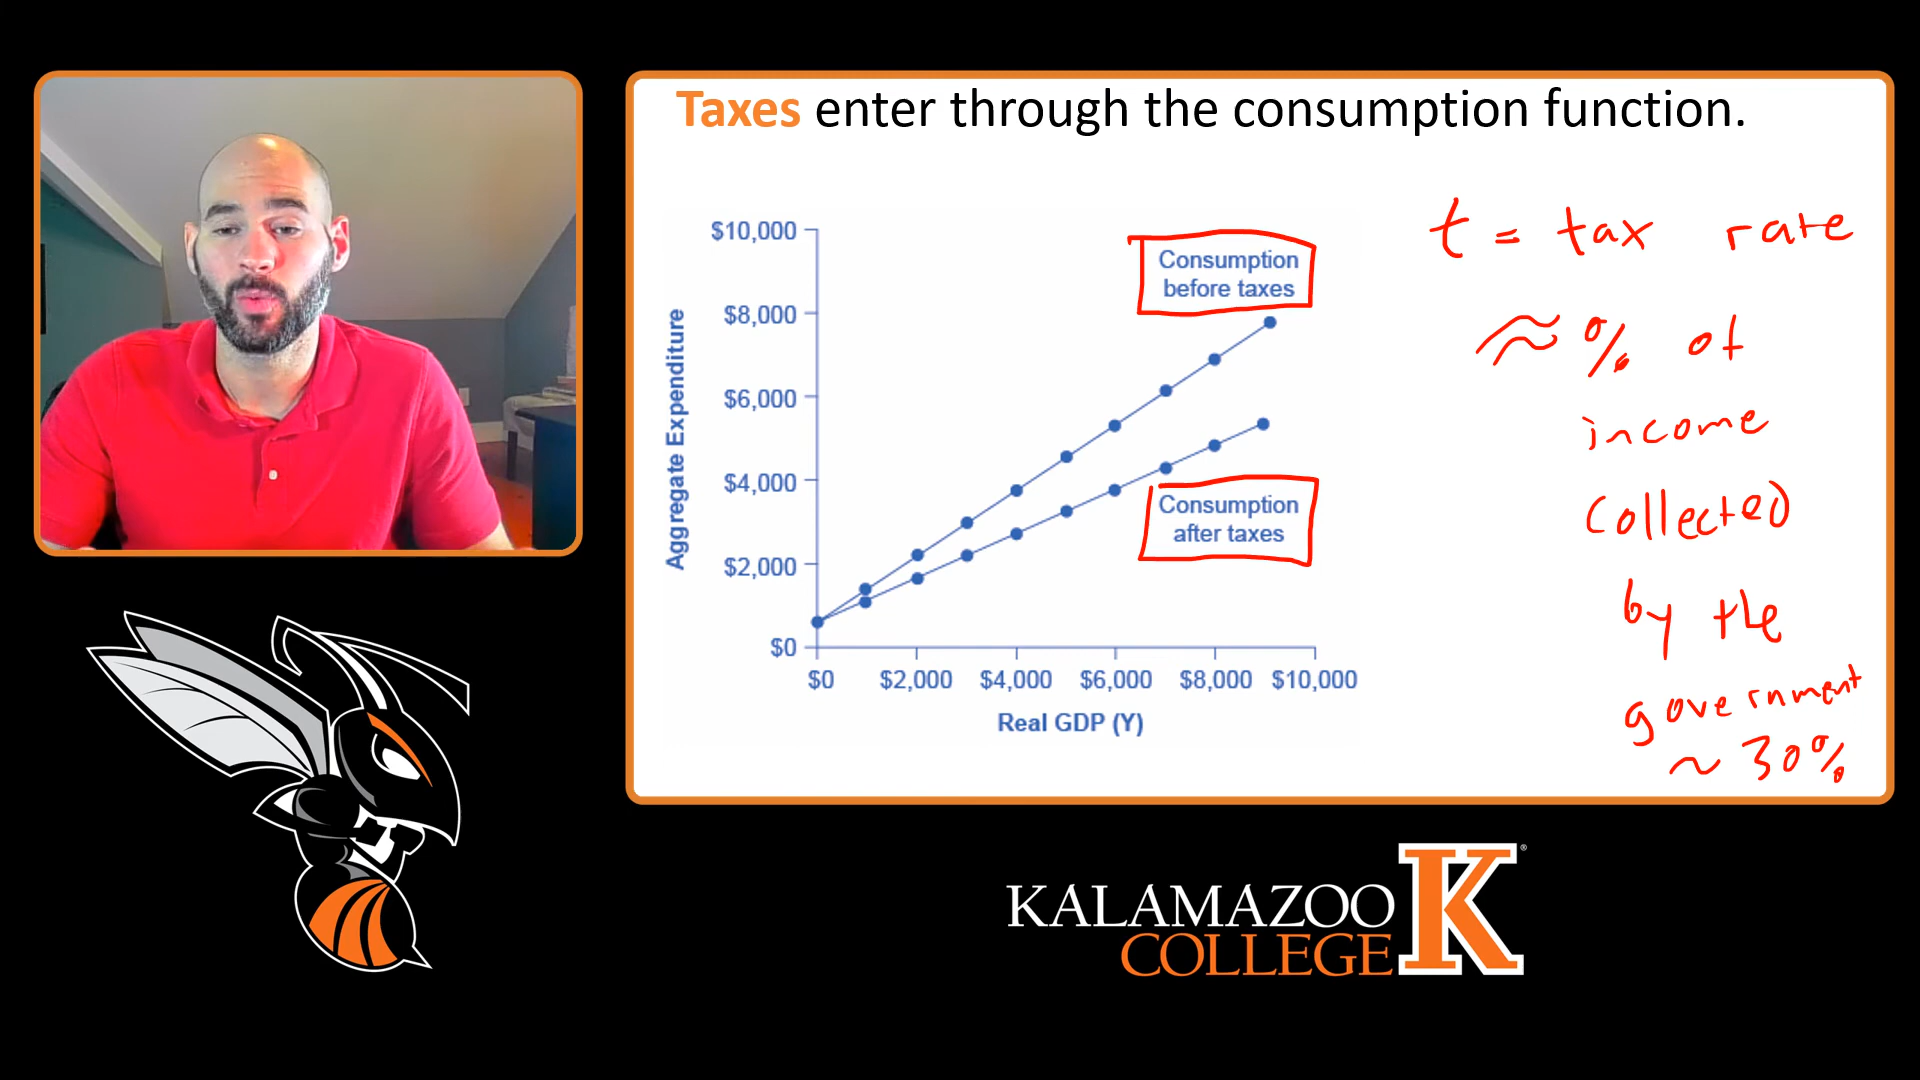 Taxes enter through the consumption function.
$10,000
$8,000
$6,000
$4,000
$2,000
$0
Aggregate Expenditure
Consumption
before taxes
Consumption
after taxes
$0 $2,000 $4,000 $6,000 $8,000 $10,000
Real GDP (Y)
t = tax rate
≈ % of
income
collected
by the
government
~ 30%
KALAMAZOO
COLLEGE
K®